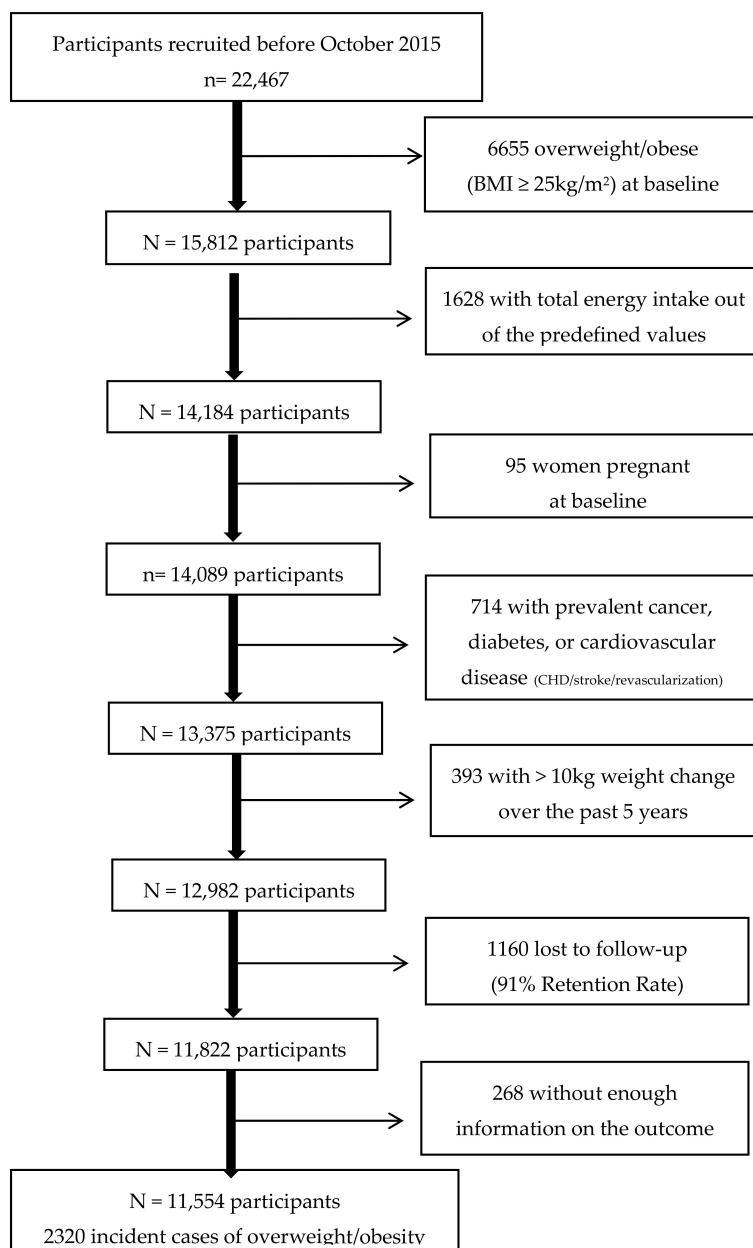 Participants recruited before October 2015
n= 22,467
6655 overweight/obese
(BMI ≥ 25kg/m²) at baseline
N = 15,812 participants
1628 with total energy intake out
of the predefined values
N = 14,184 participants
95 women pregnant
at baseline
n= 14,089 participants
714 with prevalent cancer,
diabetes, or cardiovascular
disease (CHD/stroke/revascularization)
N = 13,375 participants
393 with > 10kg weight change
over the past 5 years
N = 12,982 participants
1160 lost to follow-up
(91% Retention Rate)
N = 11,822 participants
268 without enough
information on the outcome
N = 11,554 participants
2320 incident cases of overweight/obesity